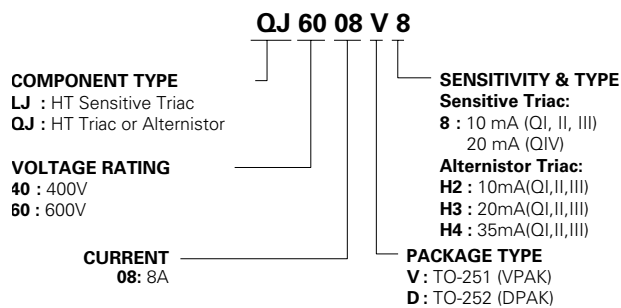 QJ 60 08 V 8
COMPONENT TYPE
LJ : HT Sensitive Triac
QJ : HT Triac or Alternistor
VOLTAGE RATING
40 : 400V
60 : 600V
CURRENT
08: 8A
SENSITIVITY & TYPE
Sensitive Triac:
8 : 10 mA (QI, II, III)
20 mA (QIV)
Alternistor Triac:
H2 : 10mA(QI,II,III)
H3 : 20mA(QI,II,III)
H4 : 35mA(QI,II,III)
PACKAGE TYPE
V : TO-251 (VPAK)
D : TO-252 (DPAK)